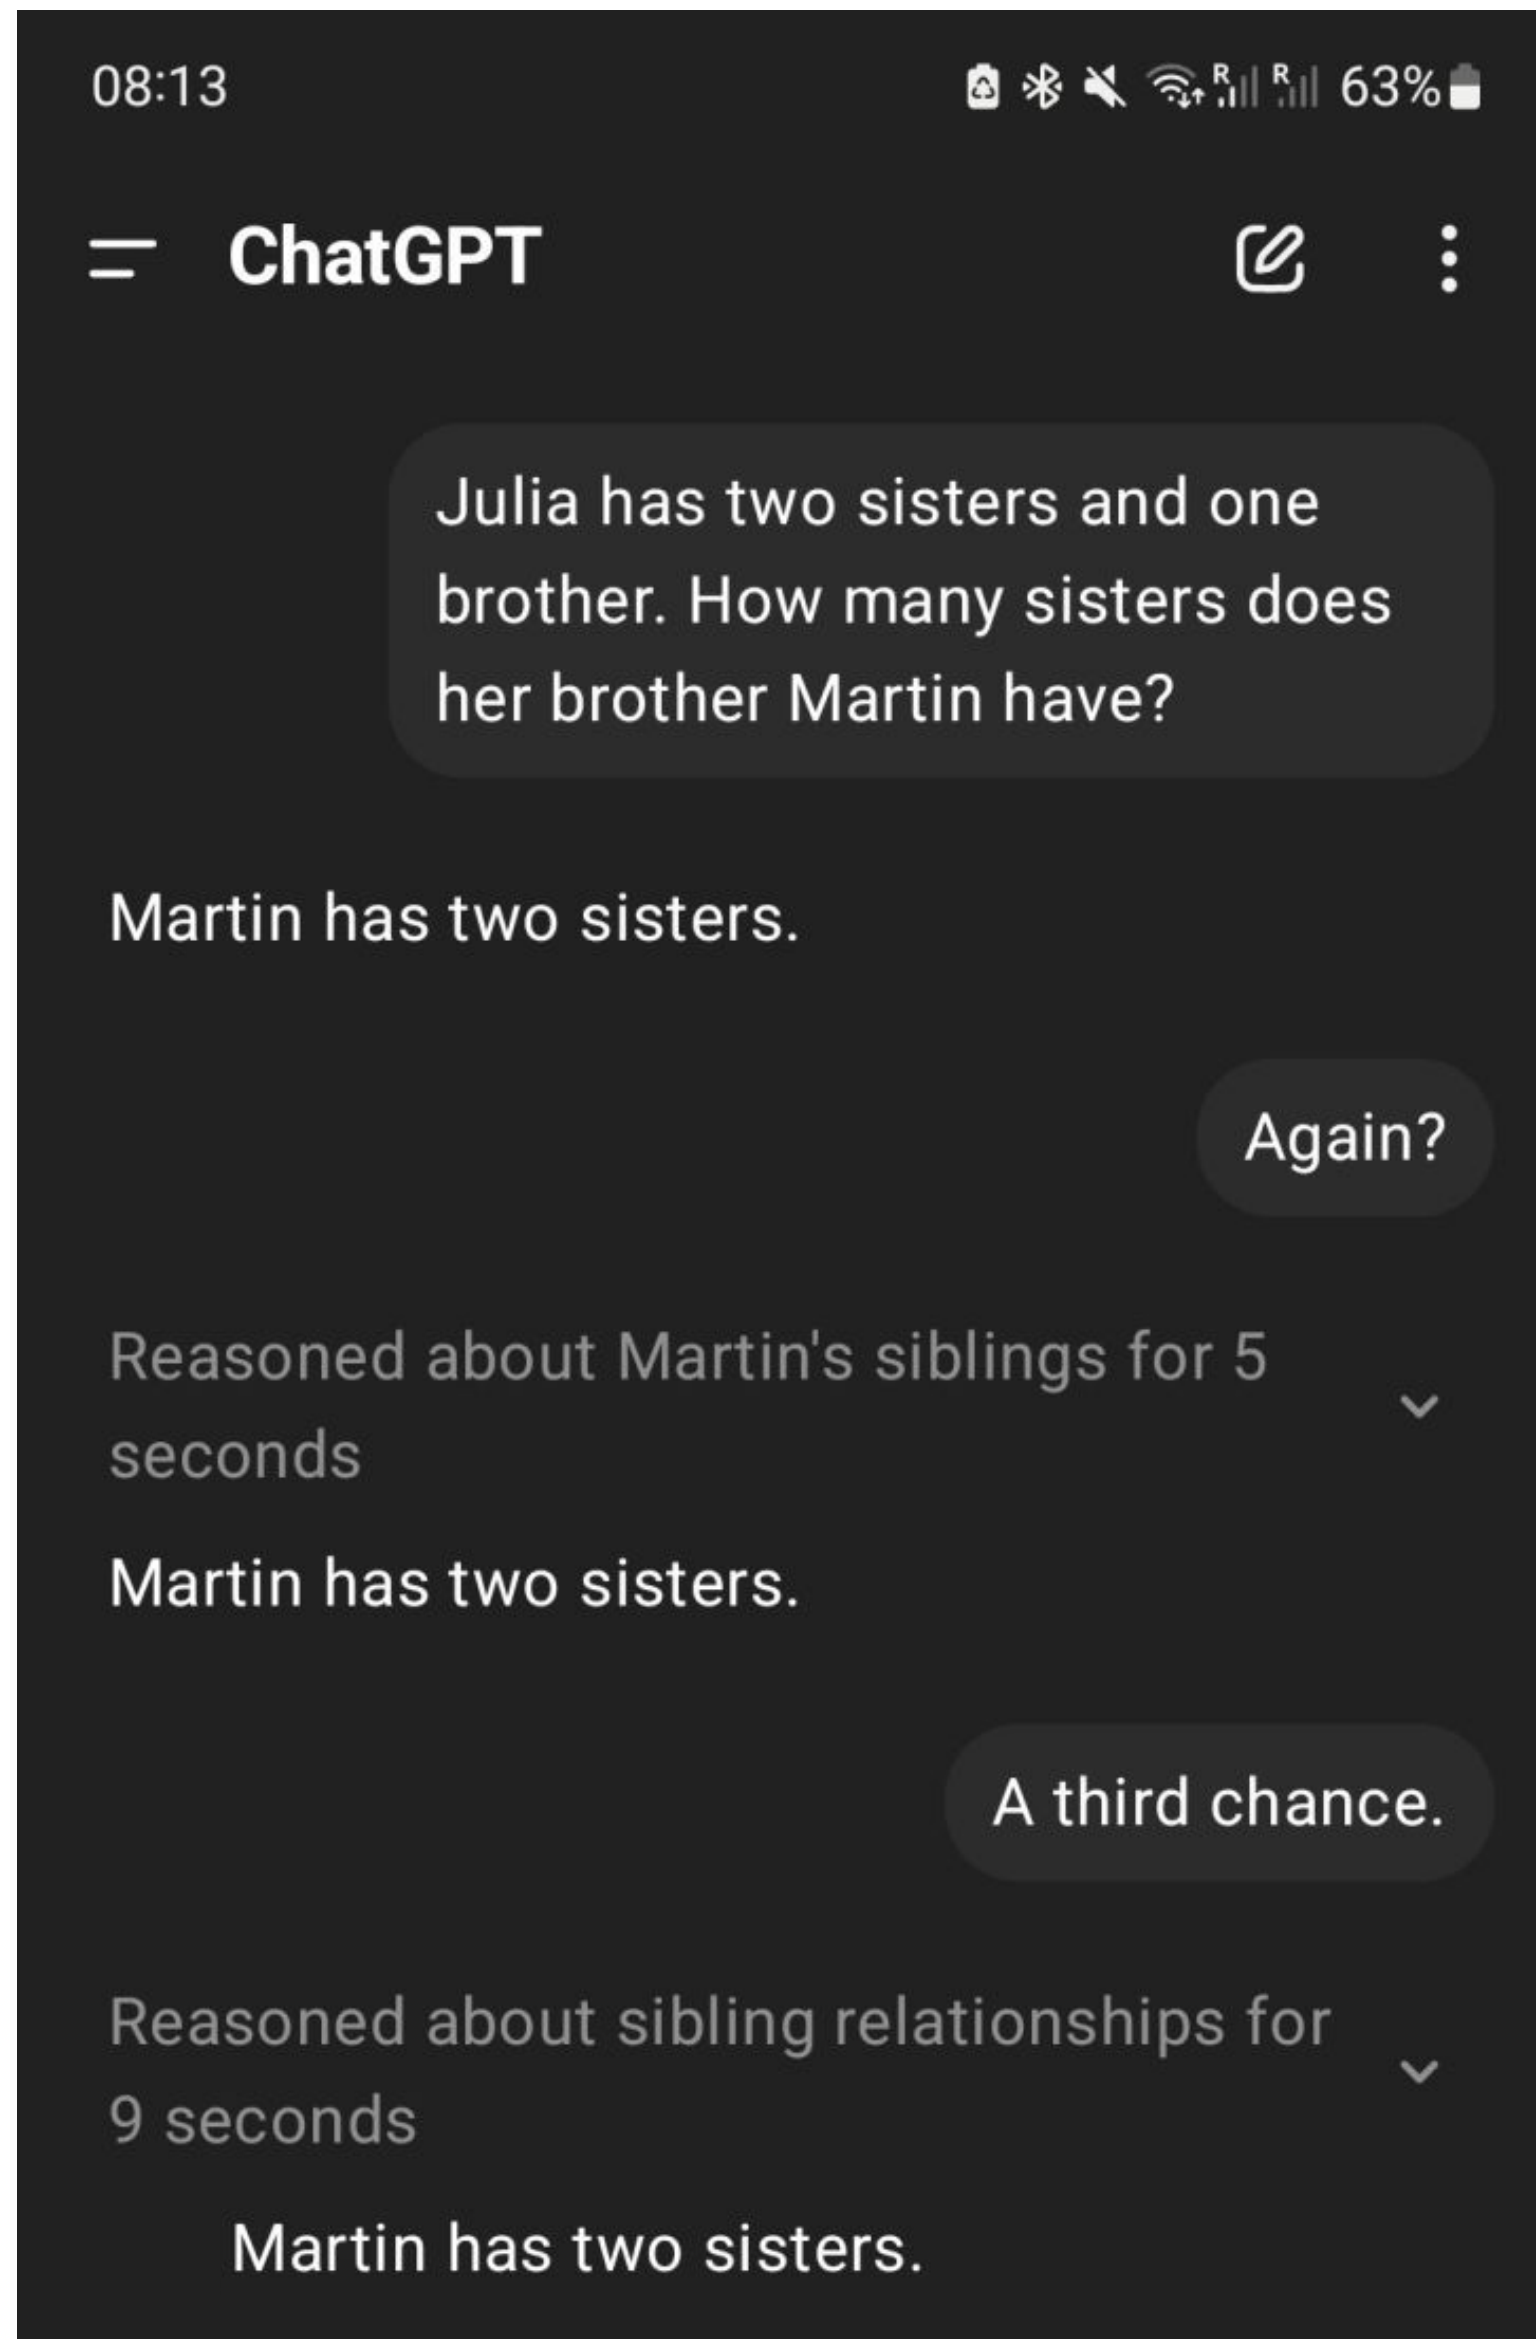 08:13 R R 63%
ChatGPT
Julia has two sisters and one
brother. How many sisters does
her brother Martin have?
Martin has two sisters.
Again?
Reasoned about Martin's siblings for 5
seconds
Martin has two sisters.
A third chance.
Reasoned about sibling relationships for
9 seconds
Martin has two sisters.